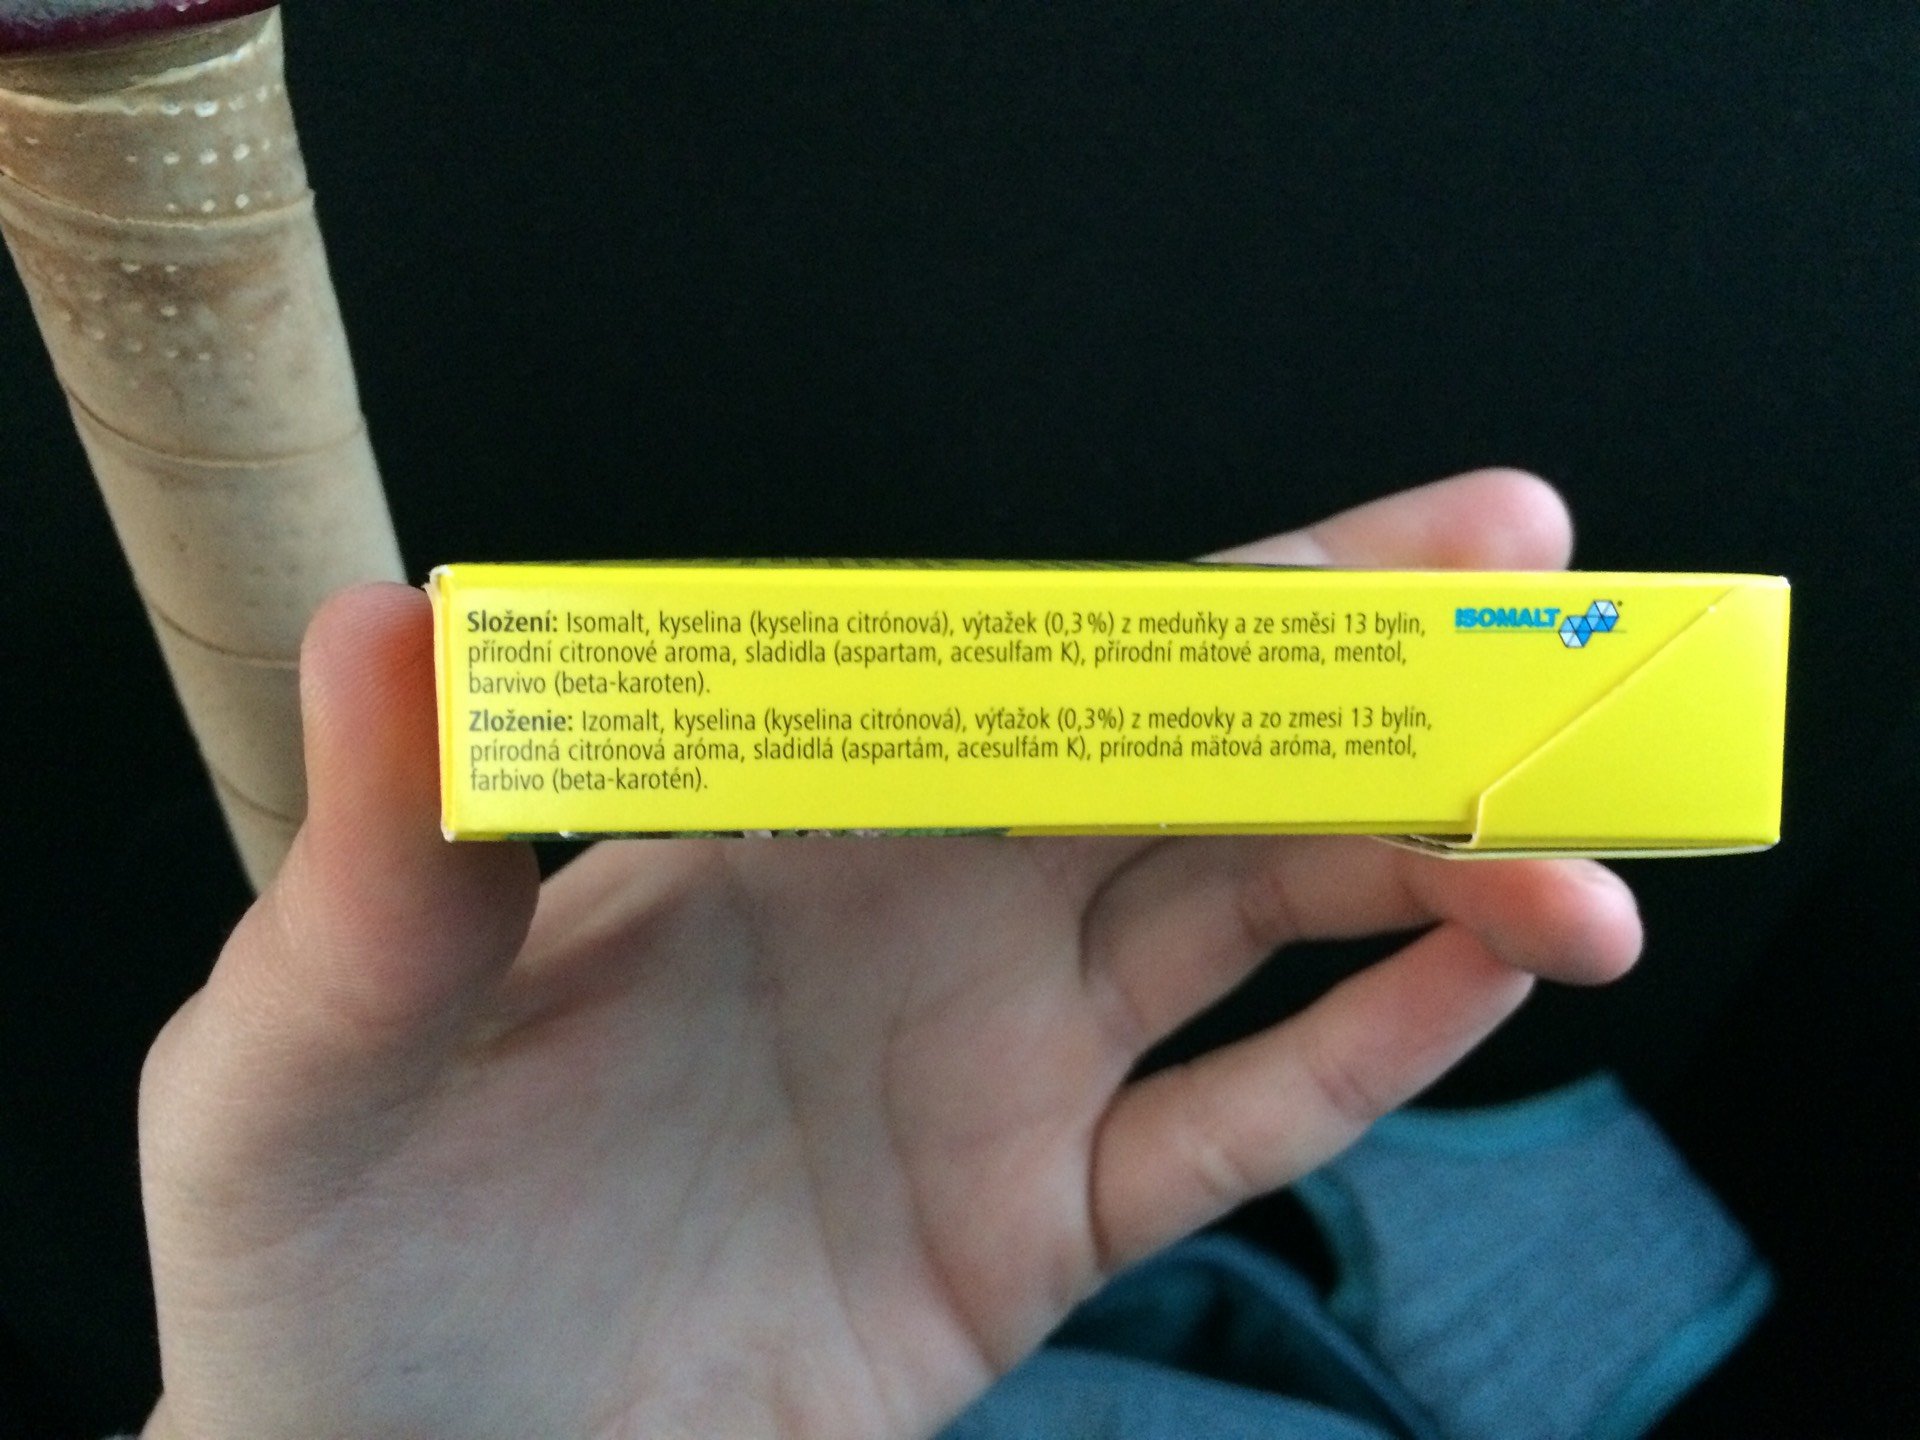 Složení: Isomalt, kyselina (kyselina citrónová), výtažek (0,3%) z meduňky a ze směsi 13 bylin,
přírodní citronové aroma, sladidla (aspartam, acesulfam K), přírodní mátové aroma, mentol,
barvivo (beta-karoten).
ISOMALT
Zloženie: Izomalt, kyselina (kyselina citrónová), výťažok (0,3%) z medovky a zo zmesi 13 bylín,
prírodná citrónová aróma, sladidlá (aspartám, acesulfám K), prírodná mätová aróma, mentol,
farbivo (beta-karotén).